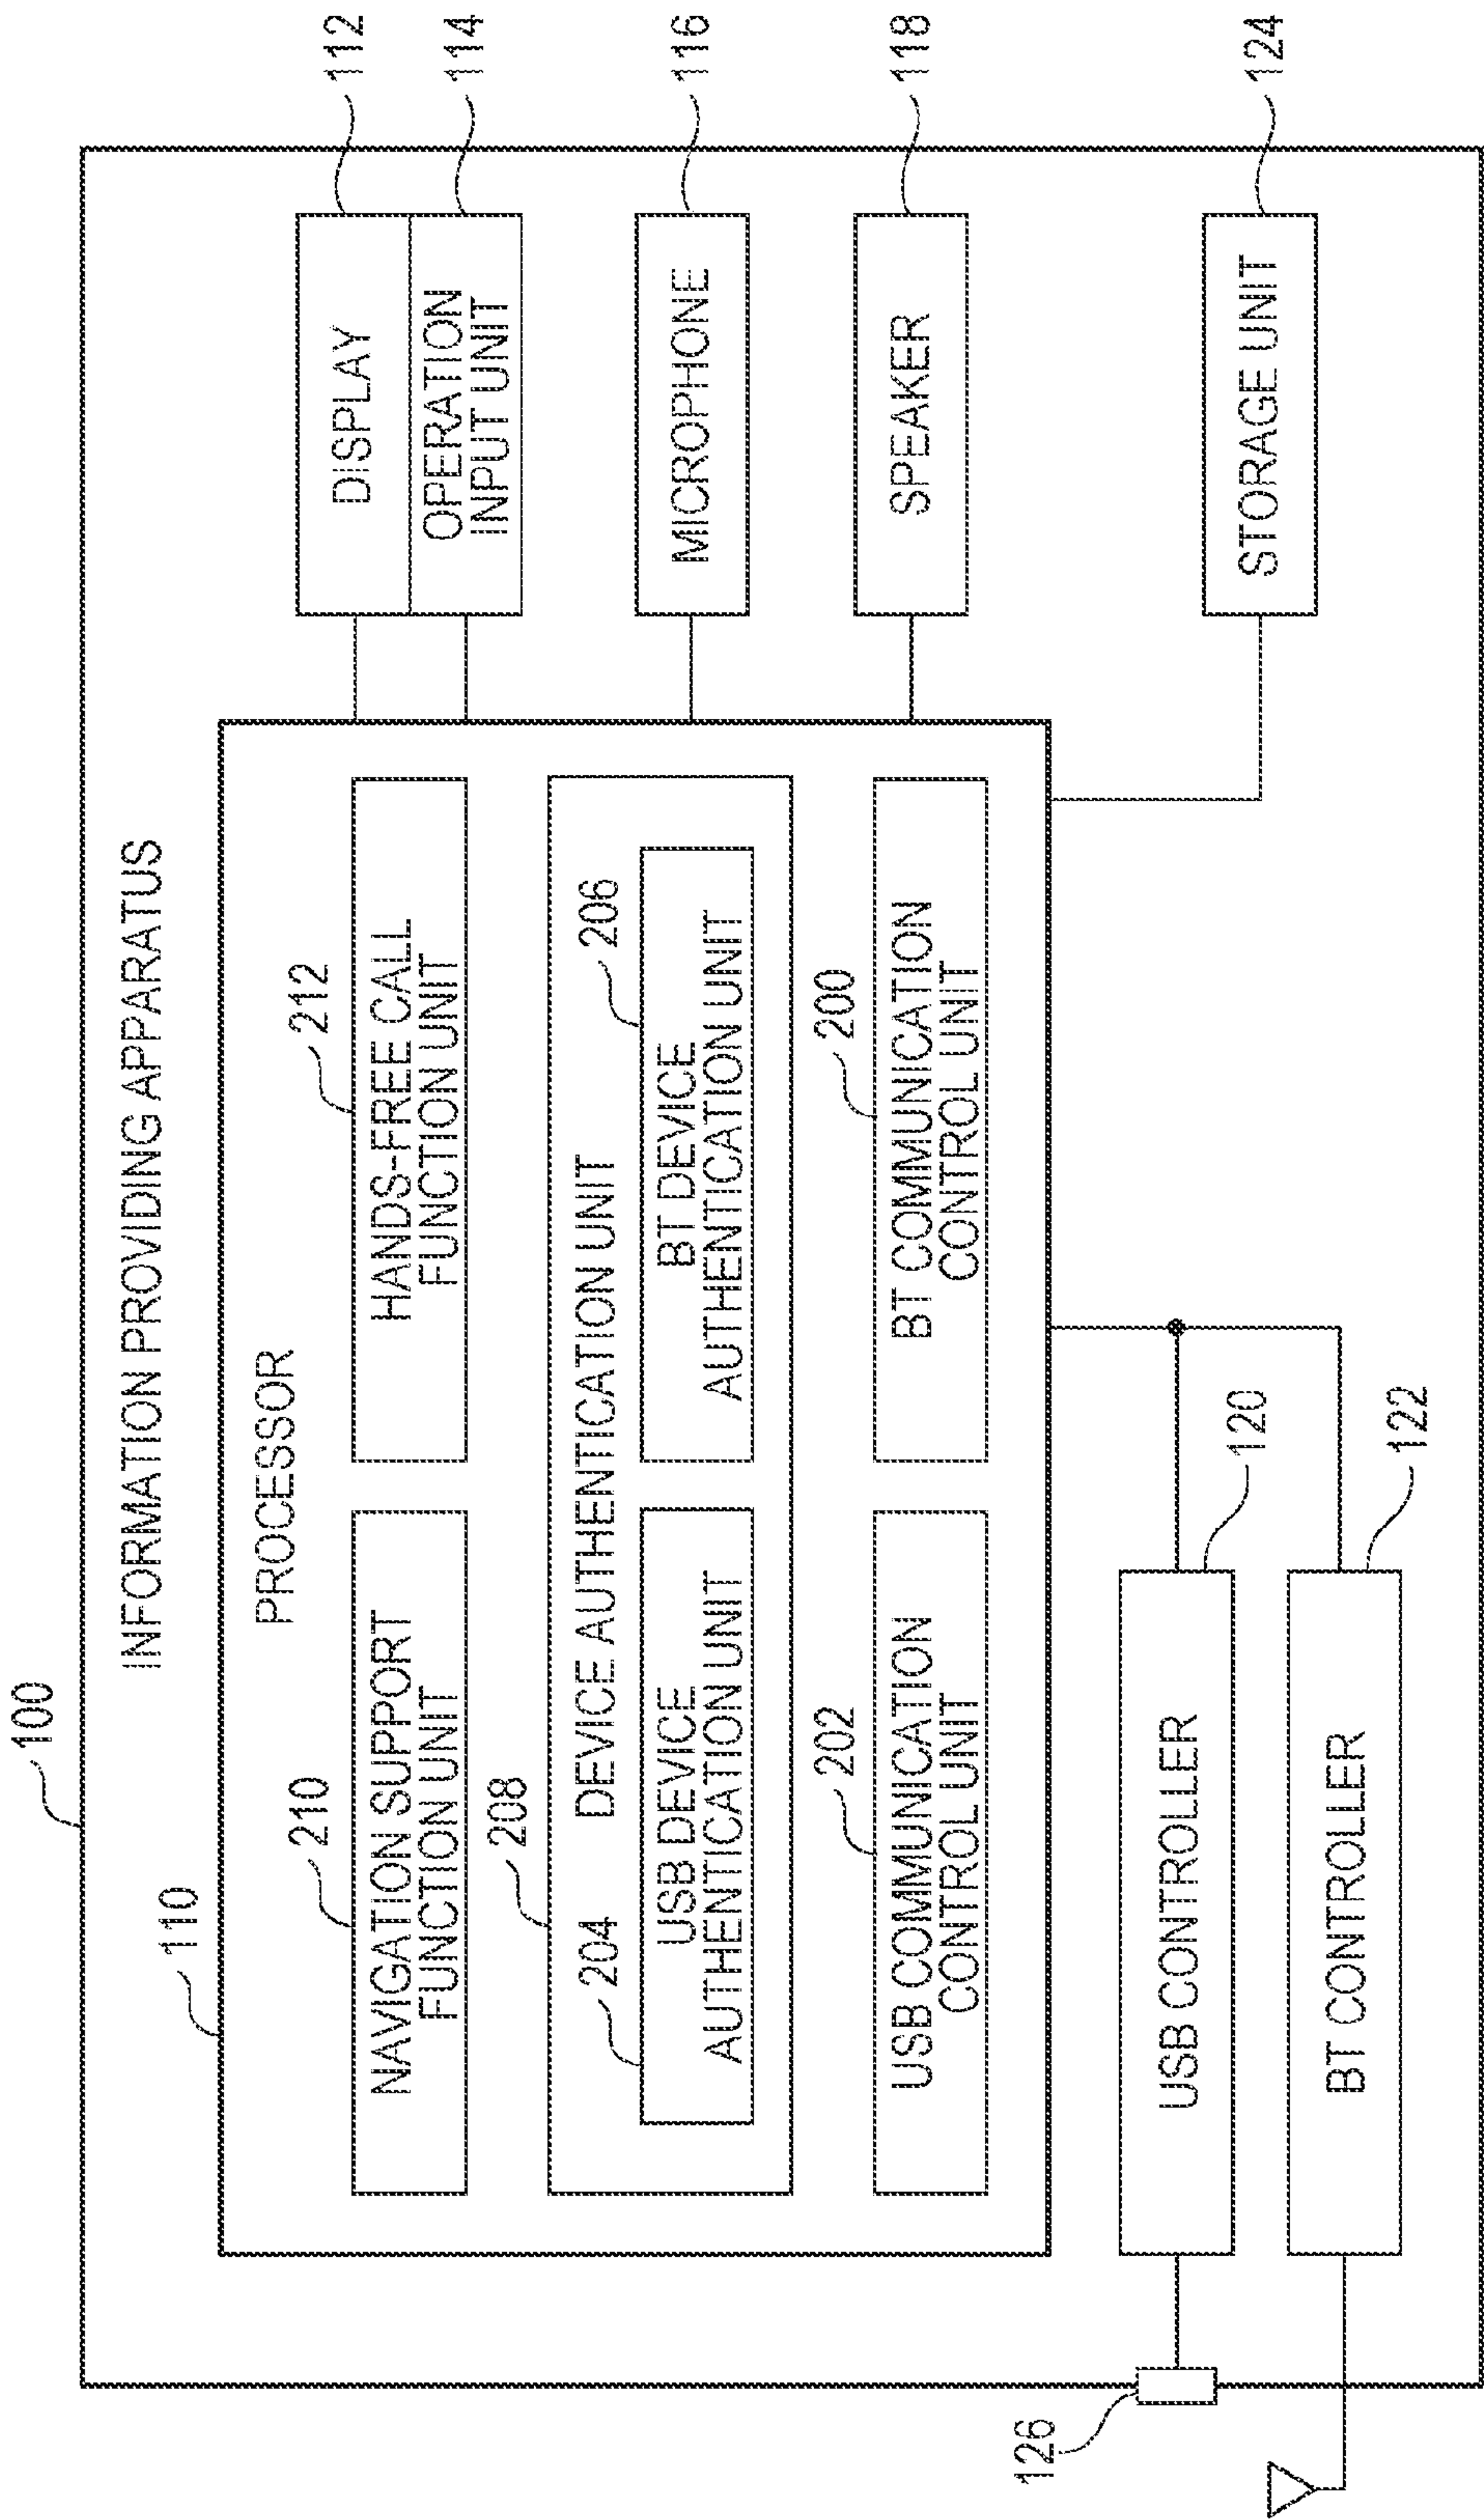 100
INFORMATION PROVIDING APPARATUS
110
PROCESSOR
210
NAVIGATION SUPPORT
FUNCTION UNIT
212
HANDS-FREE CALL
FUNCTION UNIT
208
DEVICE AUTHENTICATION UNIT
204
USB DEVICE
AUTHENTICATION UNIT
206
BT DEVICE
AUTHENTICATION UNIT
202
USB COMMUNICATION
CONTROL UNIT
200
BT COMMUNICATION
CONTROL UNIT
DISPLAY
112
OPERATION
INPUT UNIT
114
MICROPHONE
116
SPEAKER
118
STORAGE UNIT
124
126
USB CONTROLLER
120
BT CONTROLLER
122